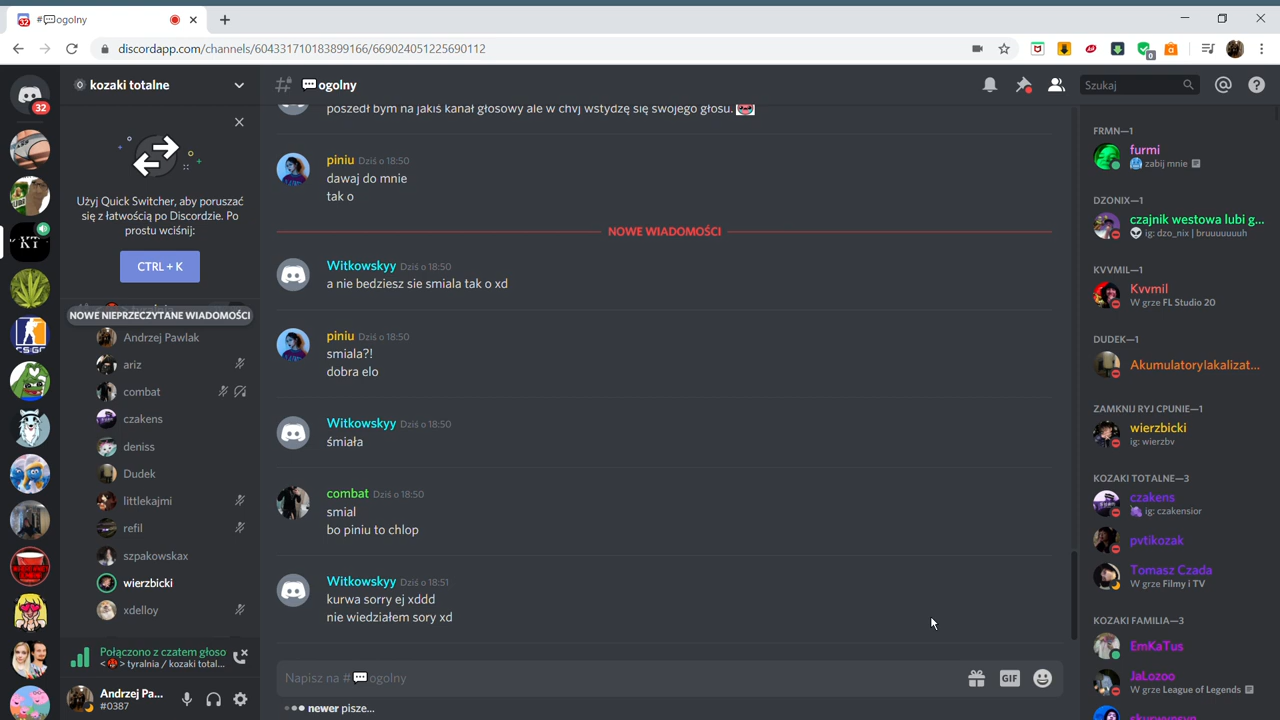 #💬ogolny
discordapp.com/channels/604331710183899166/669024051225690112
32
KT
CS:GO
kozaki totalne
Użyj Quick Switcher, aby poruszać
się z łatwością po Discordzie. Po
prostu wciśnij:
CTRL + K
NOWE NIEPRZECZYTANE WIADOMOŚCI
Andrzej Pawlak
ariz
combat
czakens
deniss
Dudek
littlekajmi
refil
szpakowskax
wierzbicki
xdelloy
Połączono z czatem głoso
< > tyralnia / kozaki total...
Andrzej Pa...
#0387
💬ogolny
Szukaj
poszedł bym na jakiś kanał głosowy ale w chvj wstydzę się swojego głosu.
piniu Dziś o 18:50
dawaj do mnie
tak o
NOWE WIADOMOŚCI
Witkowskyy Dziś o 18:50
a nie bedziesz sie smiala tak o xd
piniu Dziś o 18:50
smiala?!
dobra elo
Witkowskyy Dziś o 18:50
śmiała
combat Dziś o 18:50
smial
bo piniu to chlop
Witkowskyy Dziś o 18:51
kurwa sorry ej xddd
nie wiedziałem sory xd
Napisz na #💬ogolny
GIF
newer pisze...
FRMN—1
furmi
zabij mnie
DZONIX—1
czajnik westowa lubi g...
ig: dzo_nix | bruuuuuuuh
KVVMIL—1
Kvvmil
W grze FL Studio 20
DUDEK—1
Akumulatorylakalizat...
ZAMKNIJ RYJ CPUNIE—1
wierzbicki
ig: wierzbv
KOZAKI TOTALNE—3
czakens
ig: czakensior
pvtikozak
Tomasz Czada
W grze Filmy i TV
KOZAKI FAMILIA—3
EmKaTus
JaLozoo
W grze League of Legends